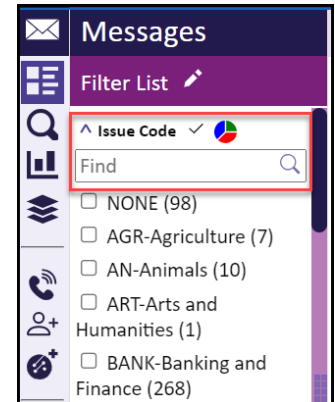 Messages
Filter List
^ Issue Code
Find
NONE (98)
AGR-Agriculture (7)
AN-Animals (10)
ART-Arts and
Humanities (1)
BANK-Banking and
Finance (268)